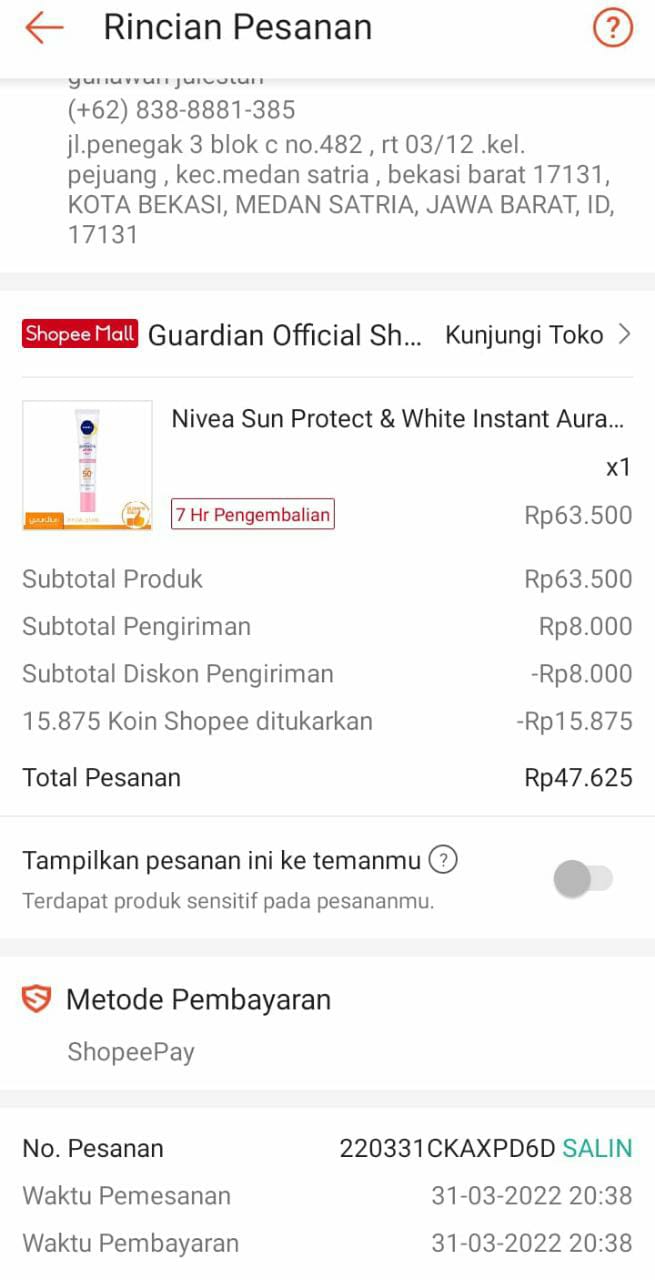 Rincian Pesanan
(+62) 838-8881-385
jl.penegak 3 blok c no.482 , rt 03/12 .kel.
pejuang , kec.medan satria , bekasi barat 17131,
KOTA BEKASI, MEDAN SATRIA, JAWA BARAT, ID,
17131
Shopee Mall Guardian Official Sh... Kunjungi Toko
Nivea Sun Protect & White Instant Aura...
x1
NIVEA
50
guardian
7 Hr Pengembalian Rp63.500
Subtotal Produk Rp63.500
Subtotal Pengiriman Rp8.000
Subtotal Diskon Pengiriman -Rp8.000
15.875 Koin Shopee ditukarkan -Rp15.875
Total Pesanan Rp47.625
Tampilkan pesanan ini ke temanmu ?
Terdapat produk sensitif pada pesananmu.
Metode Pembayaran
ShopeePay
No. Pesanan 220331CKAXPD6D SALIN
Waktu Pemesanan 31-03-2022 20:38
Waktu Pembayaran 31-03-2022 20:38